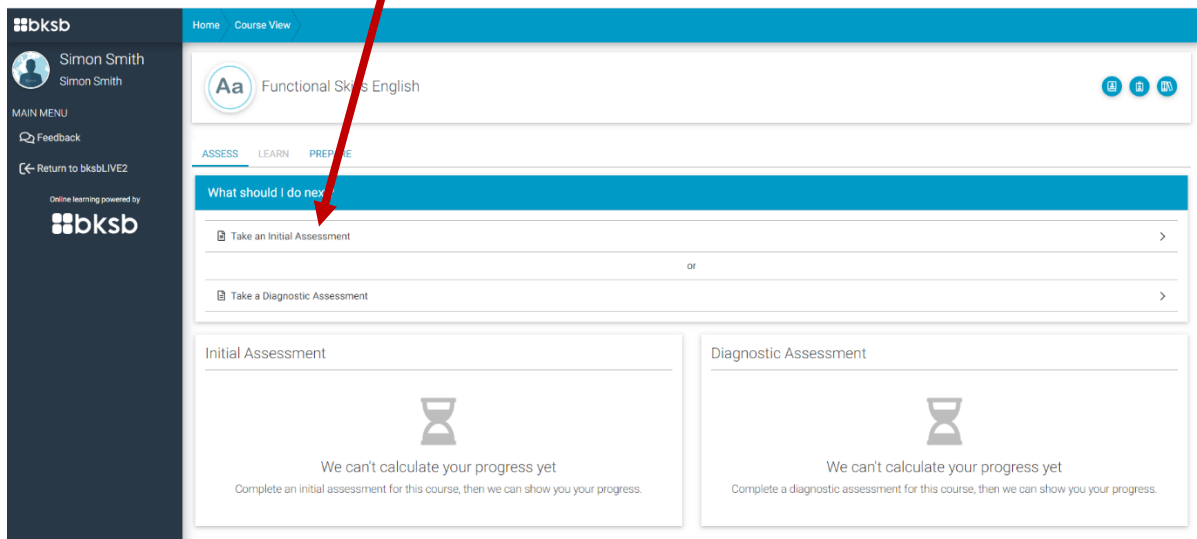 bksb
Home Course View
Simon Smith
Simon Smith
Aa Functional Skills English
MAIN MENU
Feedback
ASSESS LEARN PREPARE
Return to bksbLIVE2
What should I do next?
Online learning powered by
bksb
Take an Initial Assessment
or
Take a Diagnostic Assessment
Initial Assessment
Diagnostic Assessment
We can't calculate your progress yet
Complete an initial assessment for this course, then we can show you your progress.
We can't calculate your progress yet
Complete a diagnostic assessment for this course, then we can show you your progress.